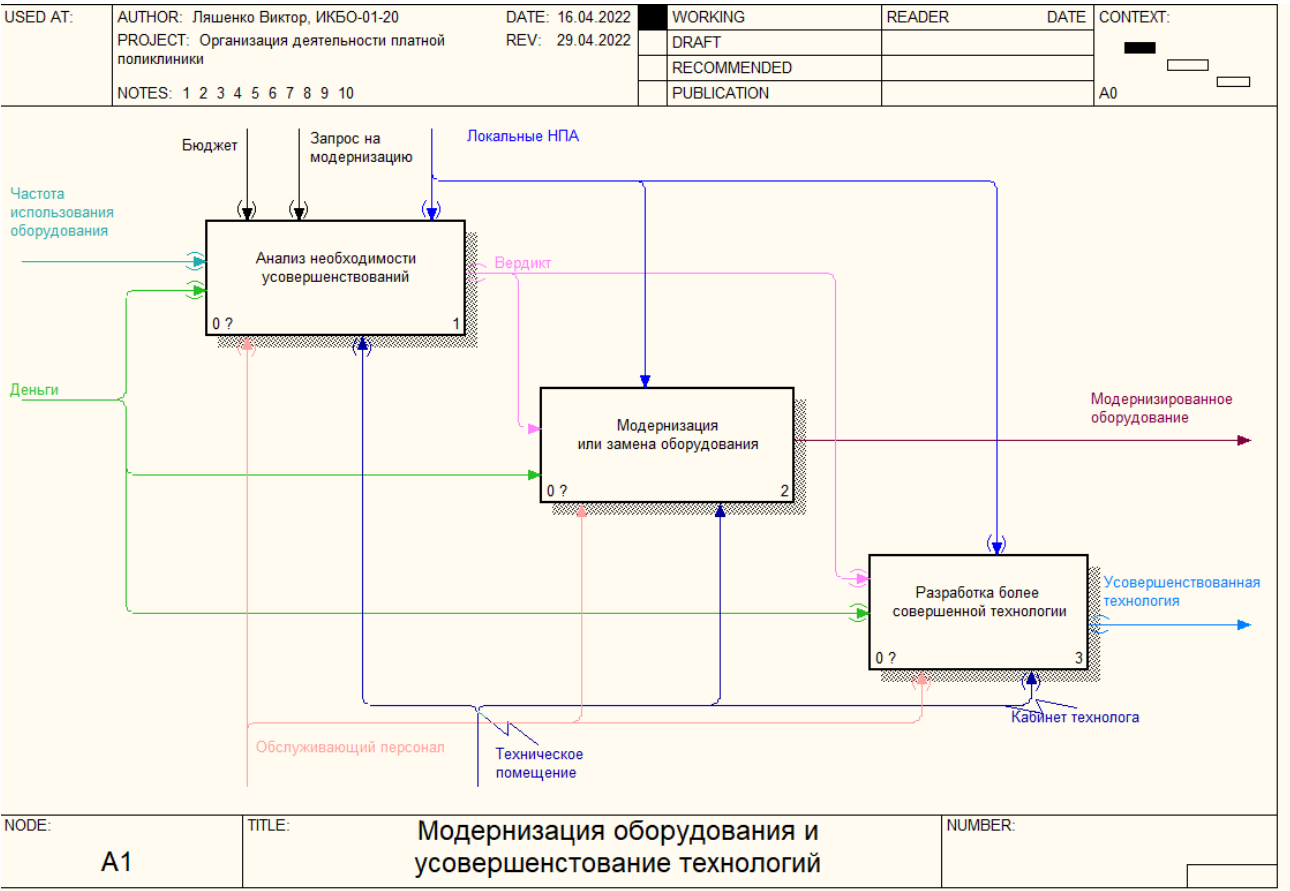 USED AT:
AUTHOR: Ляшенко Виктор, ИКБО-01-20
DATE: 16.04.2022
PROJECT: Организация деятельности платной
поликлиники
REV: 29.04.2022
NOTES: 1 2 3 4 5 6 7 8 9 10
WORKING
DRAFT
RECOMMENDED
PUBLICATION
READER
DATE
CONTEXT:
A0
Бюджет
Запрос на
модернизацию
Локальные НПА
Частота
использования
оборудования
Анализ необходимости
усовершенствований
0 ?
1
Вердикт
Деньги
Модернизация
или замена оборудования
0 ?
2
Модернизированное
оборудование
Разработка более
совершенной технологии
0 ?
3
Усовершенствованная
технология
Кабинет технолога
Обслуживающий персонал
Техническое
помещение
NODE:
A1
TITLE:
Модернизация оборудования и
усовершенстование технологий
NUMBER: